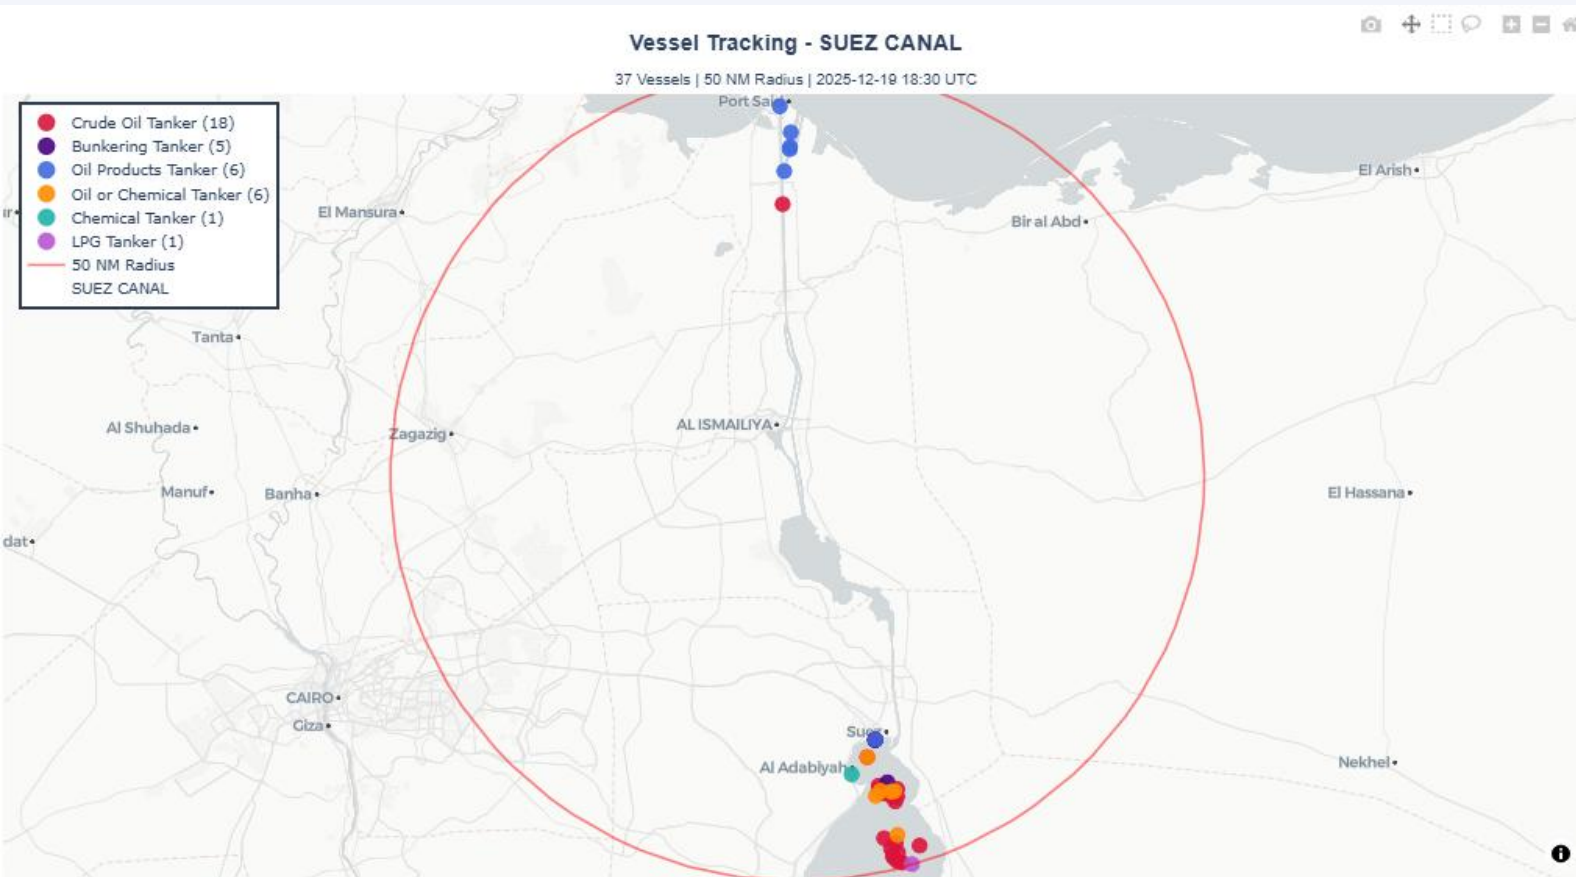 Vessel Tracking - SUEZ CANAL
37 Vessels | 50 NM Radius | 2025-12-19 18:30 UTC
Crude Oil Tanker (18)
Bunkering Tanker (5)
Oil Products Tanker (6)
Oil or Chemical Tanker (6)
Chemical Tanker (1)
LPG Tanker (1)
50 NM Radius
SUEZ CANAL
Port Sai
El Arish
El Mansura
Bir al Abd
Tanta
Al Shuhada
AL ISMAILIYA
Zagazig
Manuf
Banha
El Hassana
dat
CAIRO
Giza
Suez
Al Adabiyah
Nekhel